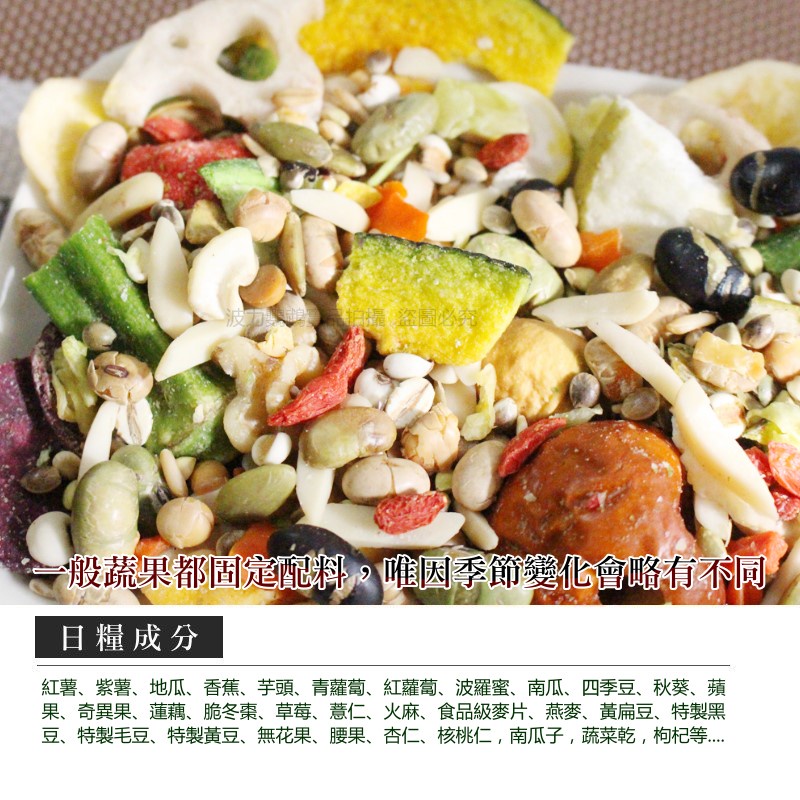 一般蔬果都固定配料，唯因季節變化會略有不同
日糧成分
紅薯、紫薯、地瓜、香蕉、芋頭、青蘿蔔、紅蘿蔔、波羅蜜、南瓜、四季豆、秋葵、蘋
果、奇異果、蓮藕、脆冬棗、草莓、薏仁、火麻、食品級麥片、燕麥、黃扁豆、特製黑
豆、特製毛豆、特製黃豆、無花果、腰果、杏仁、核桃仁，南瓜子，蔬菜乾，枸杞等....